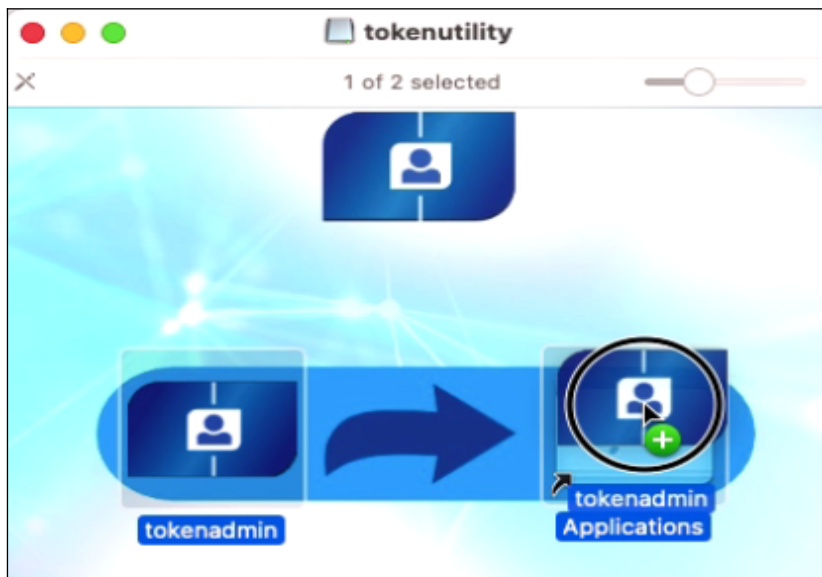 tokenutility
1 of 2 selected
tokenadmin
tokenadmin
Applications